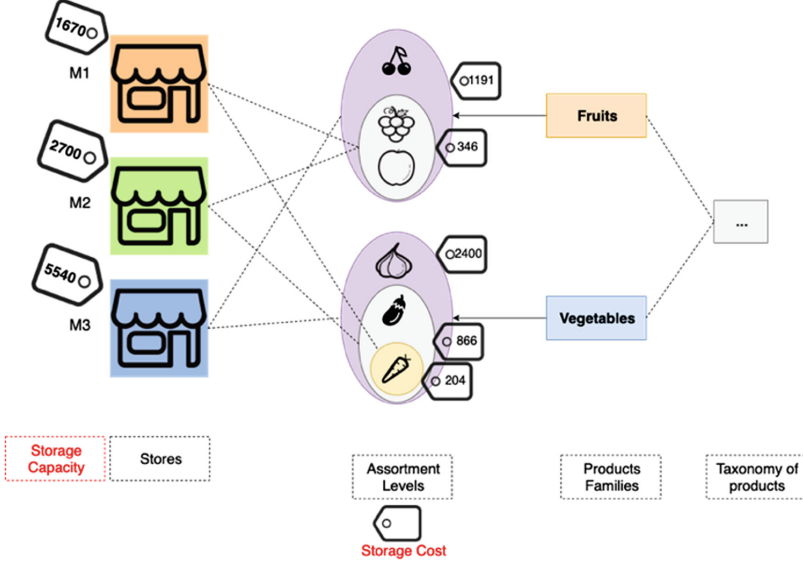 1670
M1
2700
M2
5540
M3
1191
346
2400
866
204
Fruits
Vegetables
...
Storage
Capacity
Stores
Assortment
Levels
Products
Families
Taxonomy of
products
Storage Cost